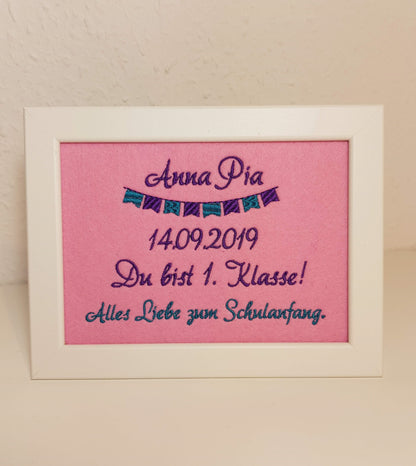 Anna Pia
14.09.2019
Du bist 1. Klasse!
Alles Liebe zum Schulanfang.